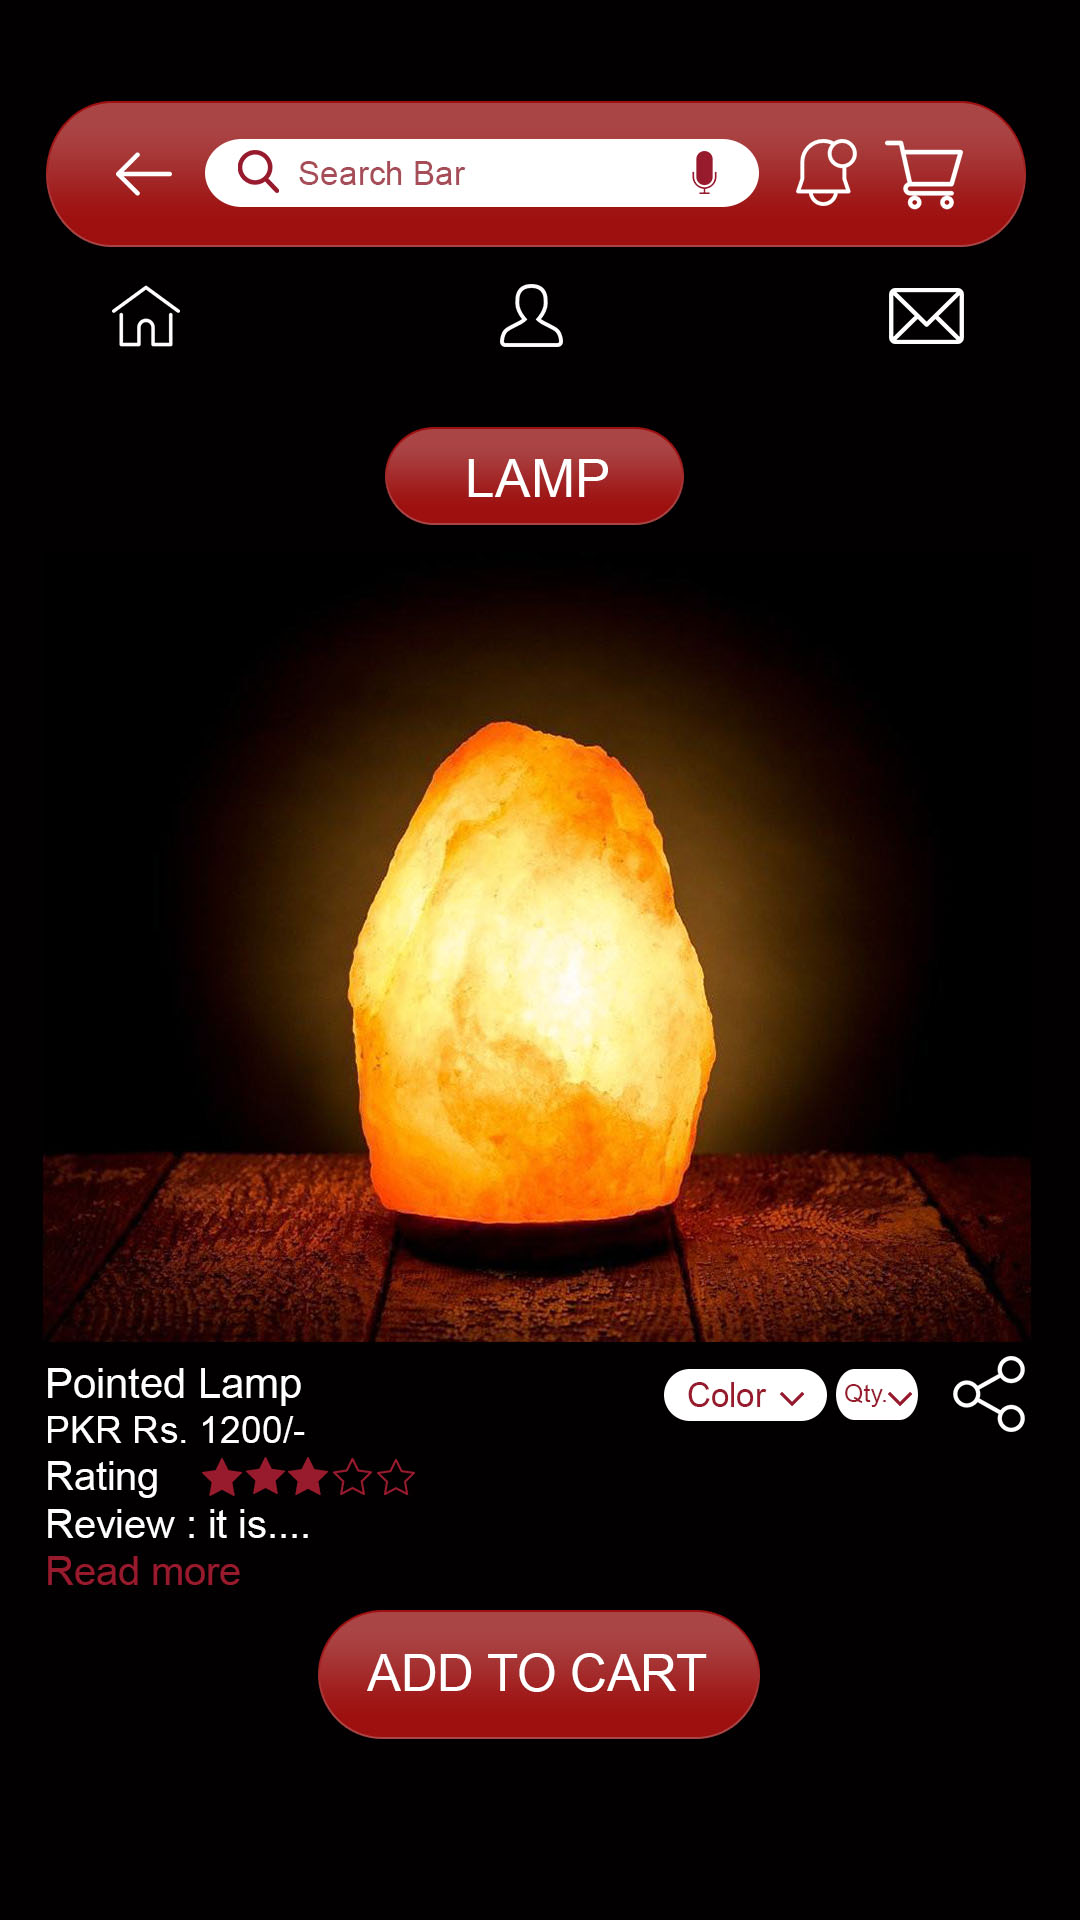 Search Bar
LAMP
Pointed Lamp
Color
Qty.
PKR Rs. 1200/-
Rating
Review : it is....
Read more
ADD TO CART